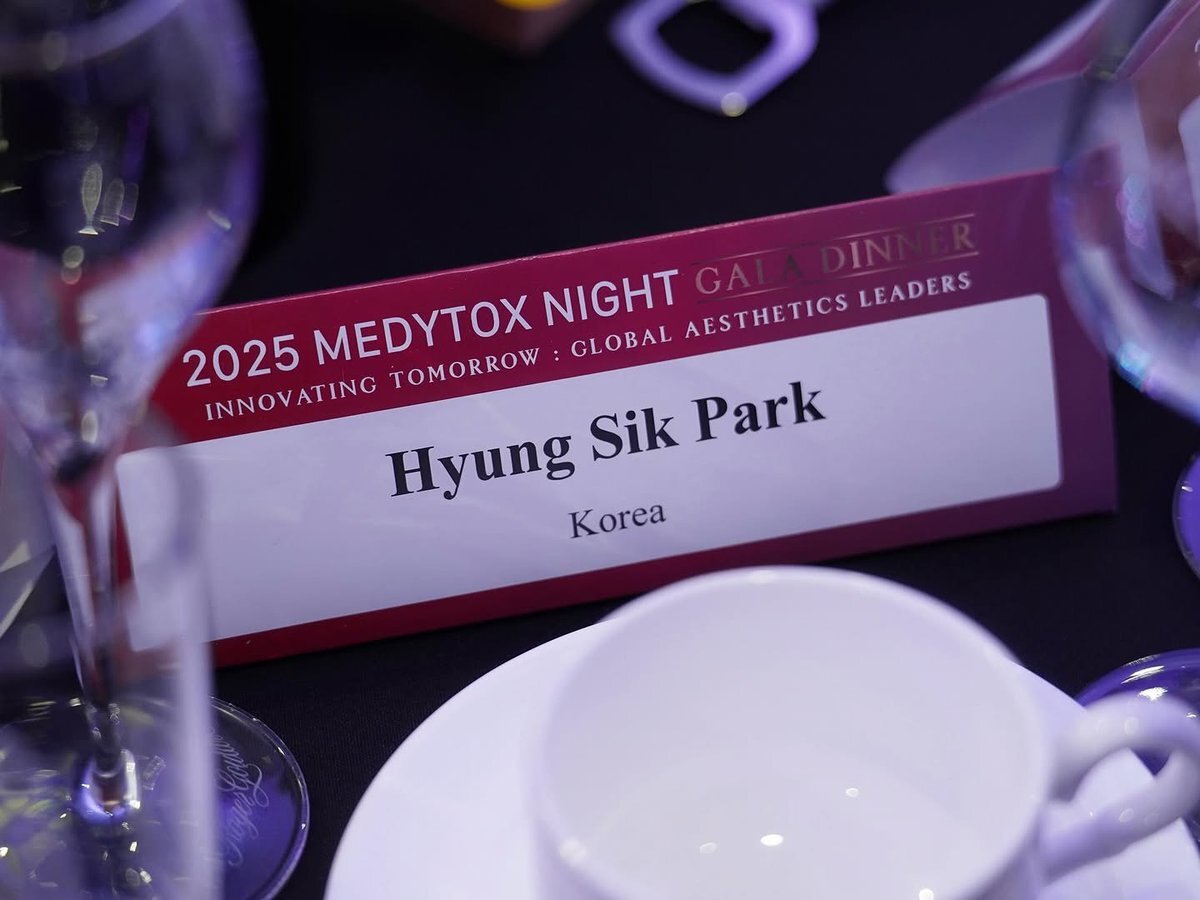 2025 MEDYTOX NIGHT GALA DINNER
INNOVATING TOMORROW : GLOBAL AESTHETICS LEADERS
Hyung Sik Park
Korea